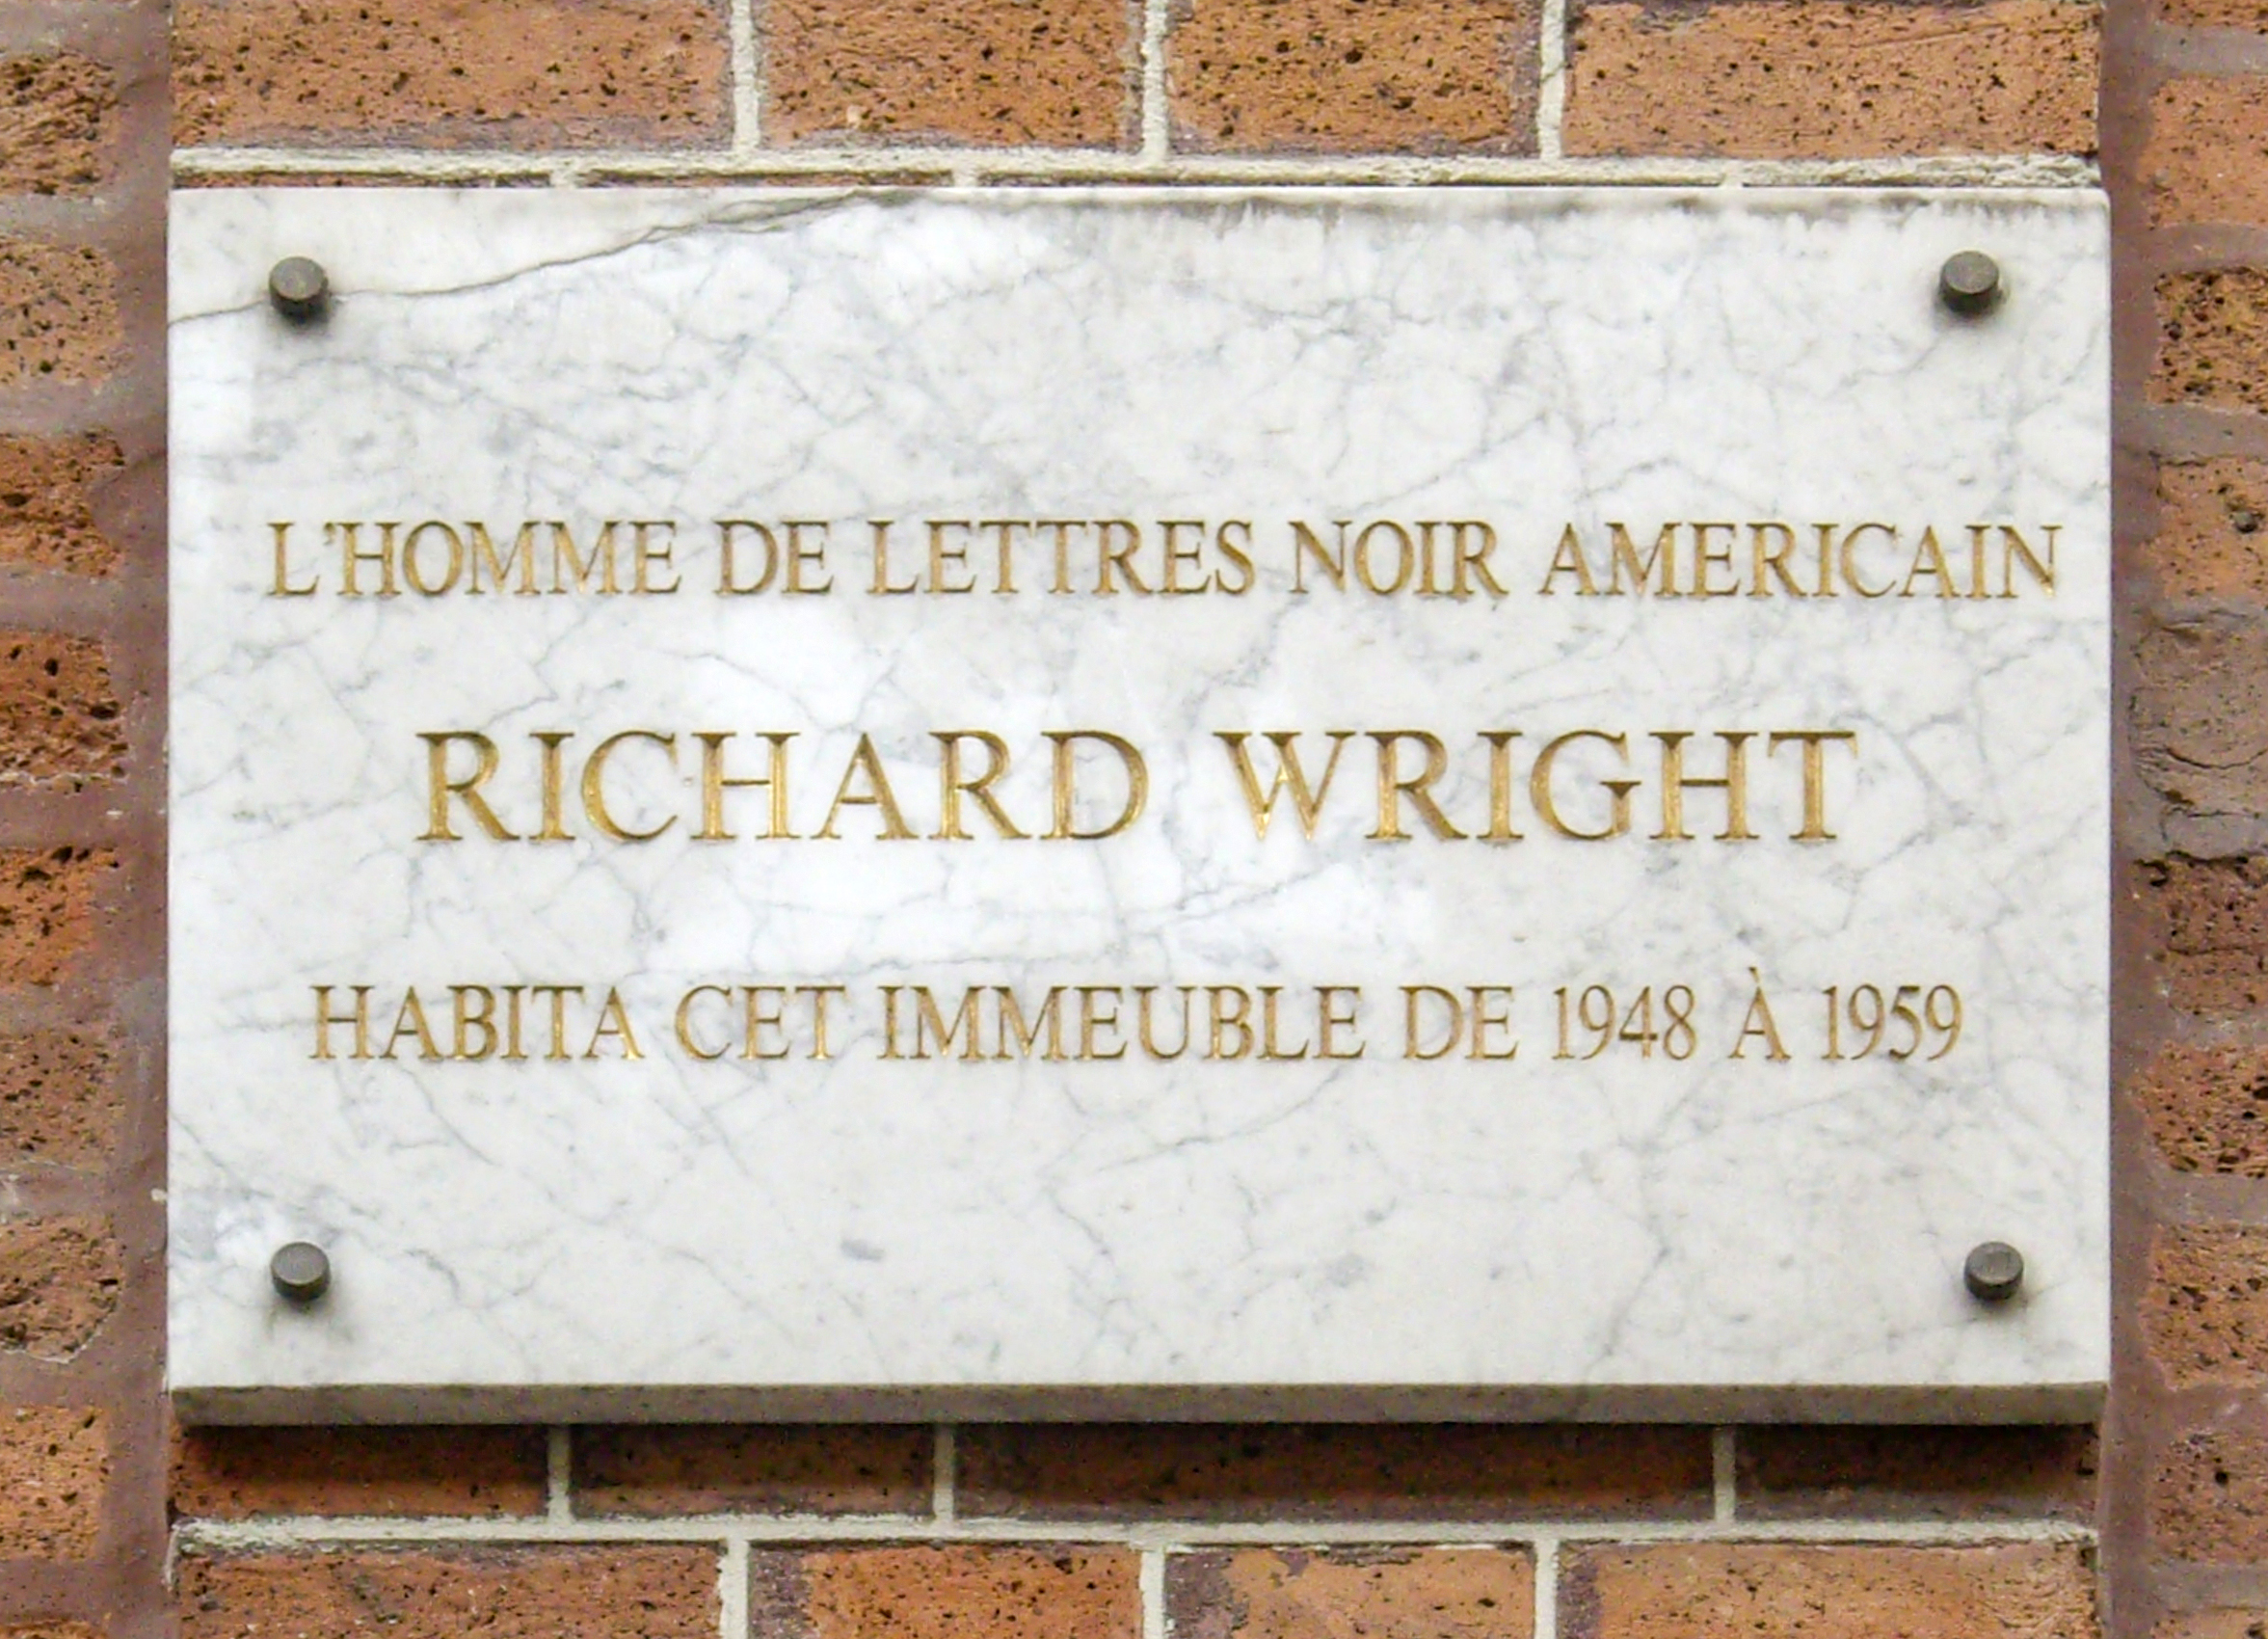 L'HOMME DE LETTRES NOIR AMERICAIN
RICHARD WRIGHT
HABITA CET IMMEUBLE DE 1948 À 1959